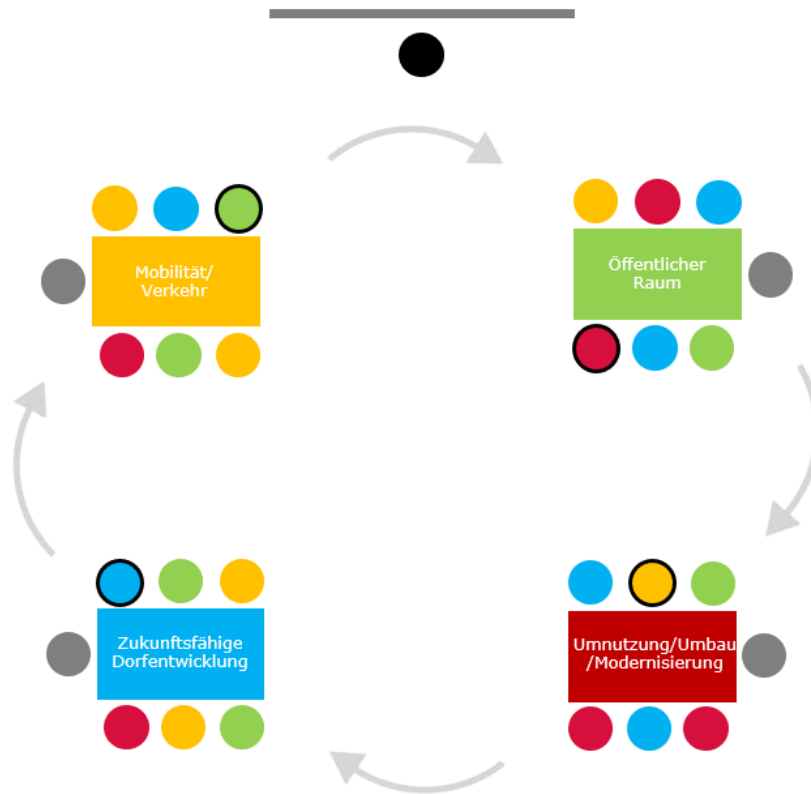 Mobilität/
Verkehr
Öffentlicher
Raum
Zukunftsfähige
Dorfentwicklung
Umnutzung/Umbau
/Modernisierung